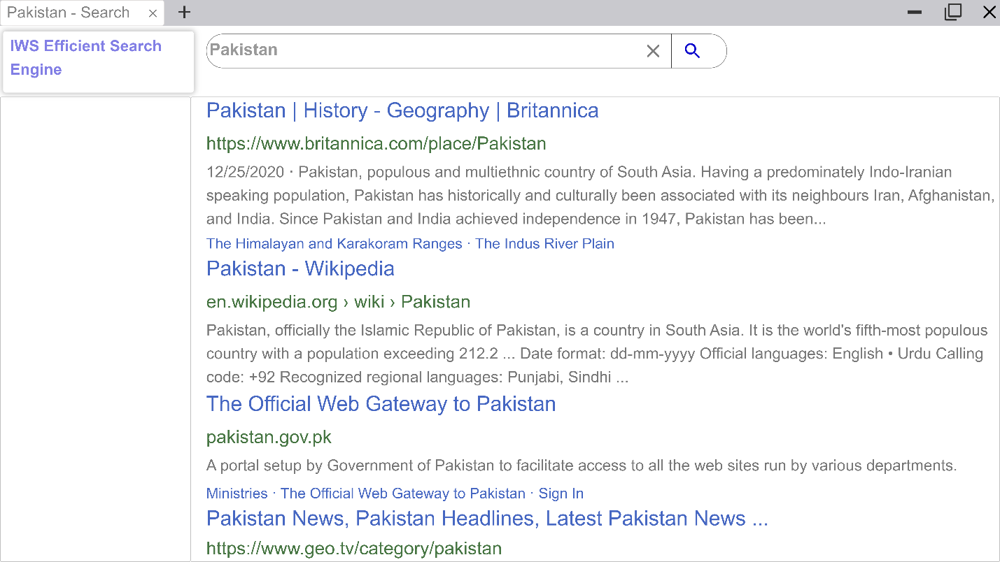 Pakistan - Search
IWS Efficient Search
Engine
Pakistan
Pakistan | History - Geography | Britannica
https://www.britannica.com/place/Pakistan
12/25/2020 · Pakistan, populous and multiethnic country of South Asia. Having a predominately Indo-Iranian
speaking population, Pakistan has historically and culturally been associated with its neighbours Iran, Afghanistan,
and India. Since Pakistan and India achieved independence in 1947, Pakistan has been...
The Himalayan and Karakoram Ranges · The Indus River Plain
Pakistan - Wikipedia
en.wikipedia.org › wiki › Pakistan
Pakistan, officially the Islamic Republic of Pakistan, is a country in South Asia. It is the world's fifth-most populous
country with a population exceeding 212.2 ... Date format: dd-mm-yyyy Official languages: English • Urdu Calling
code: +92 Recognized regional languages: Punjabi, Sindhi ...
The Official Web Gateway to Pakistan
pakistan.gov.pk
A portal setup by Government of Pakistan to facilitate access to all the web sites run by various departments.
Ministries · The Official Web Gateway to Pakistan · Sign In
Pakistan News, Pakistan Headlines, Latest Pakistan News ...
https://www.geo.tv/category/pakistan